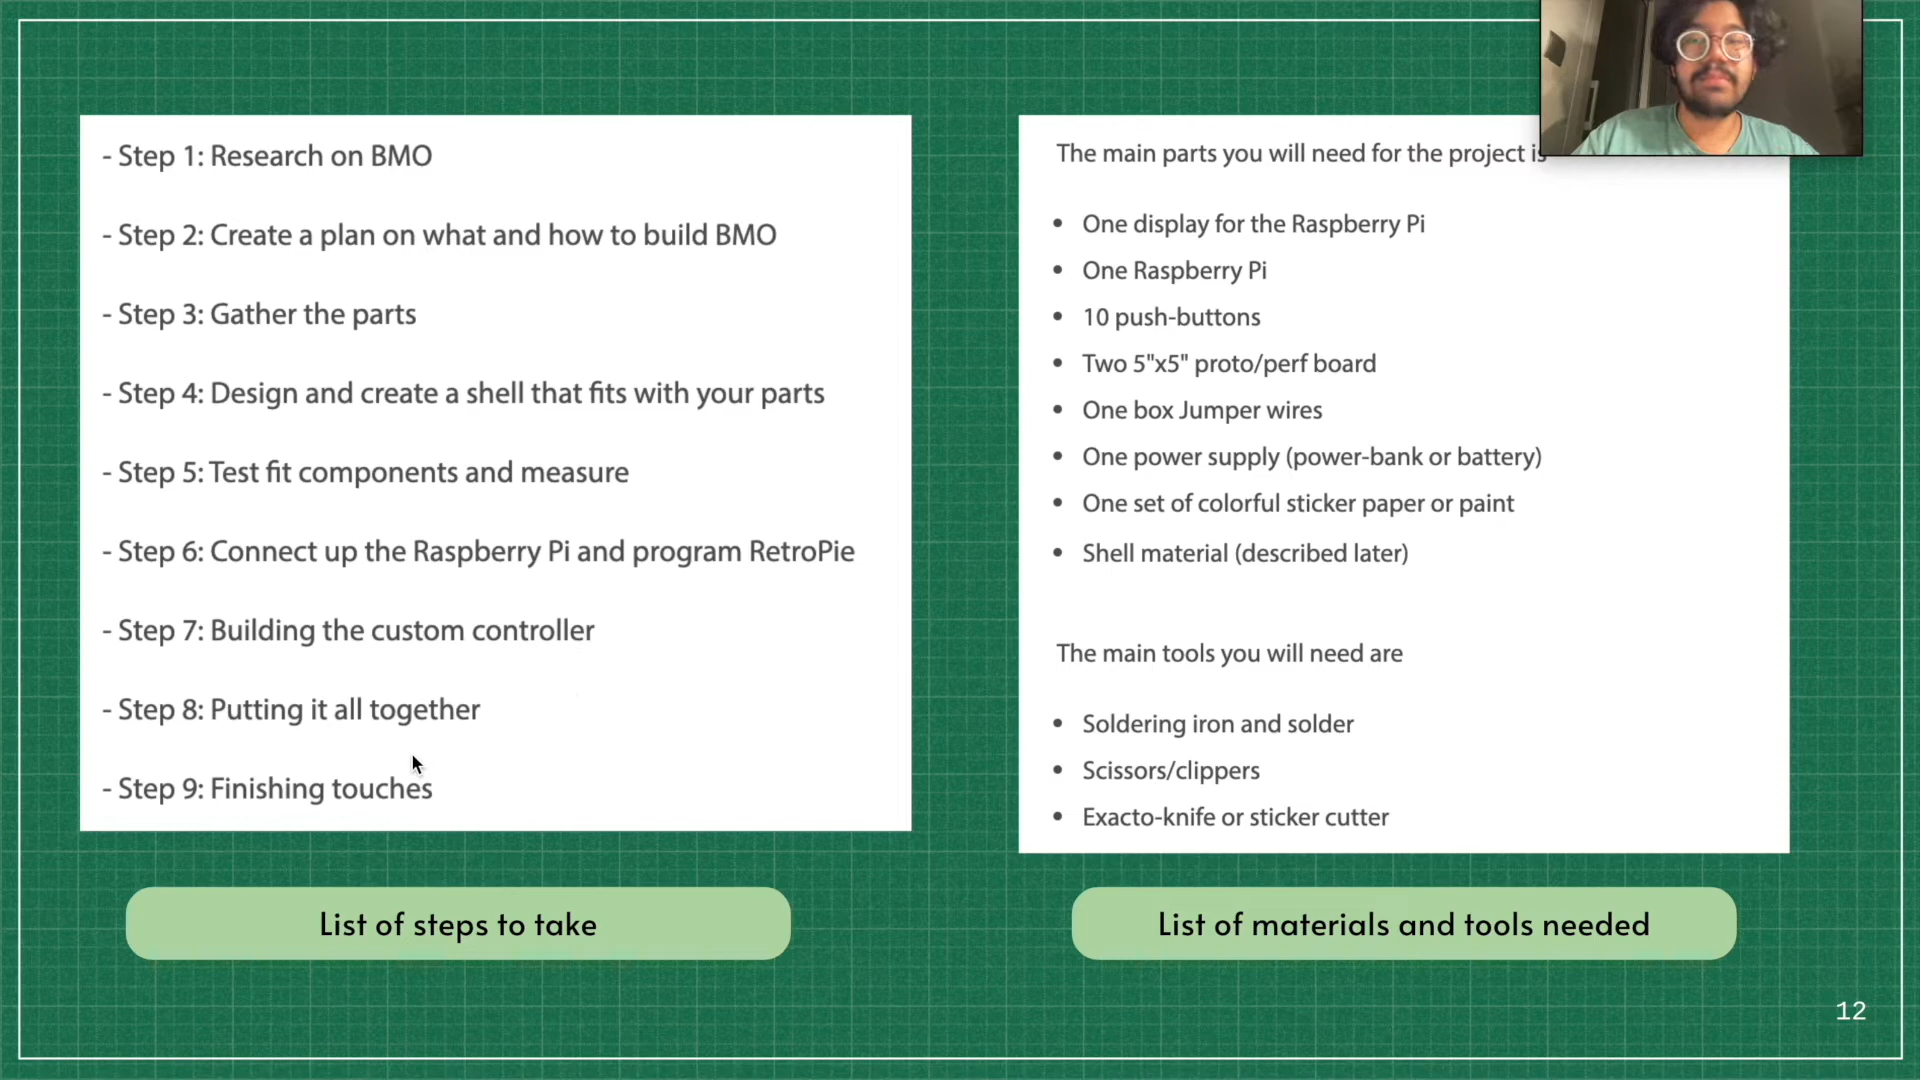 - Step 1: Research on BMO
- Step 2: Create a plan on what and how to build BMO
- Step 3: Gather the parts
- Step 4: Design and create a shell that fits with your parts
- Step 5: Test fit components and measure
- Step 6: Connect up the Raspberry Pi and program RetroPie
- Step 7: Building the custom controller
- Step 8: Putting it all together
- Step 9: Finishing touches
List of steps to take
The main parts you will need for the project is
• One display for the Raspberry Pi
• One Raspberry Pi
• 10 push-buttons
• Two 5"x5" proto/perf board
• One box Jumper wires
• One power supply (power-bank or battery)
• One set of colorful sticker paper or paint
• Shell material (described later)
The main tools you will need are
• Soldering iron and solder
• Scissors/clippers
• Exacto-knife or sticker cutter
List of materials and tools needed
12